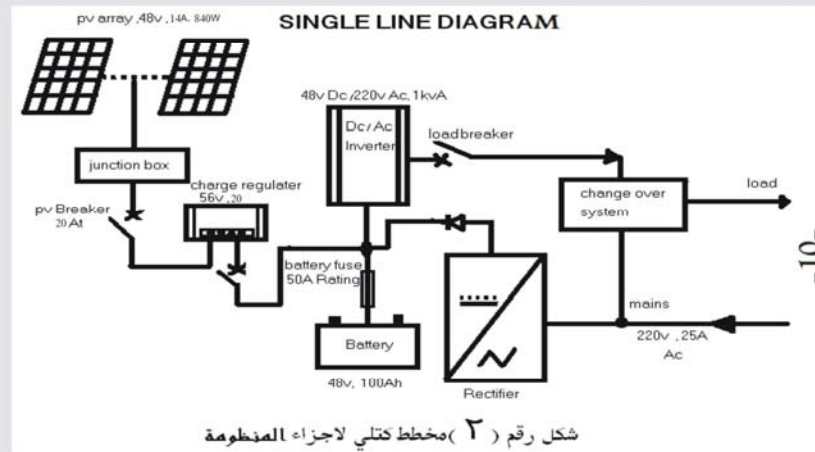 pv array ,48v ,14A. 840W
SINGLE LINE DIAGRAM
48v Dc /220v Ac, 1kvA
Dc/Ac
Inverter
loadbreaker
junction box
charge regulater
56v ,20
pv Breaker
20 At
change over
system
load
battery fuse
50A Rating
mains
220v , 25A
Ac
Battery
48v, 100Ah
Rectifier
-10-
شكل رقم ( ٢ ) مخطط كتلي لاجزاء المنظومة